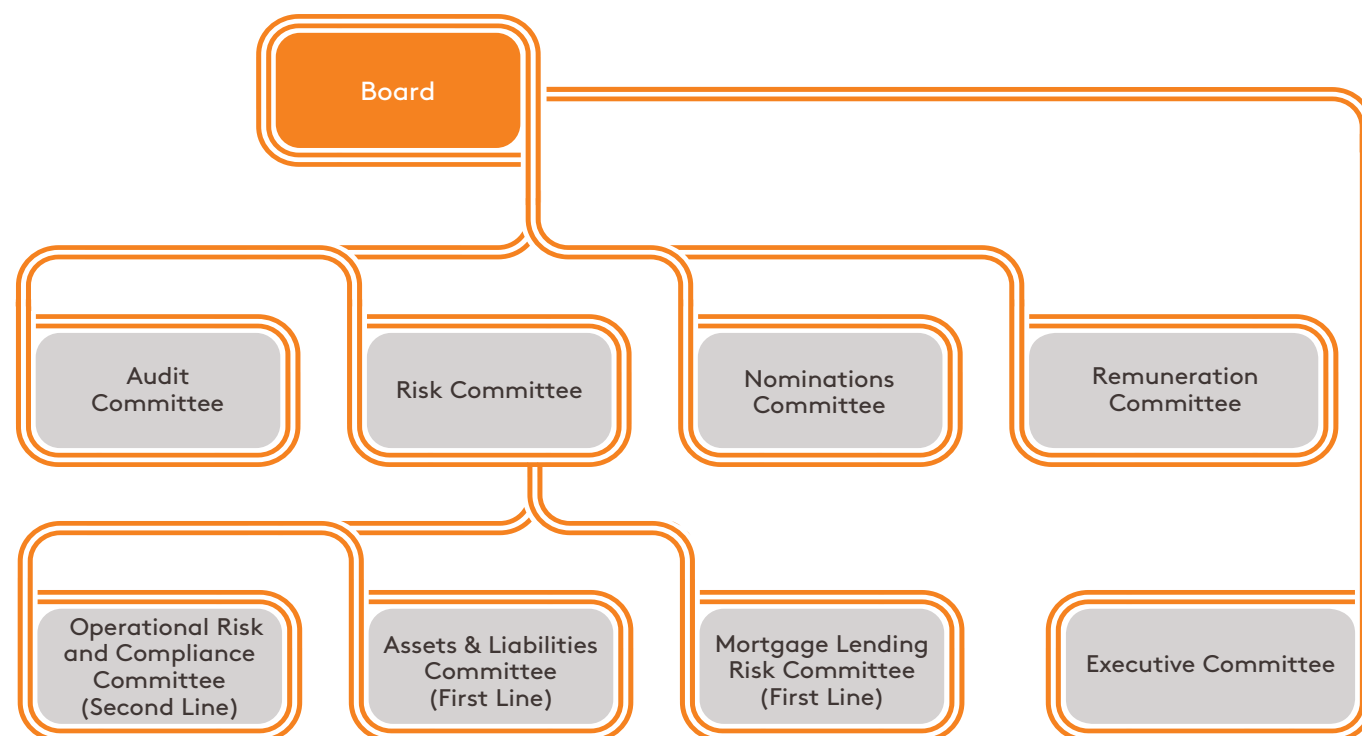 Board
Audit
Committee
Risk Committee
Nominations
Committee
Remuneration
Committee
Operational Risk
and Compliance
Committee
(Second Line)
Assets & Liabilities
Committee
(First Line)
Mortgage Lending
Risk Committee
(First Line)
Executive Committee